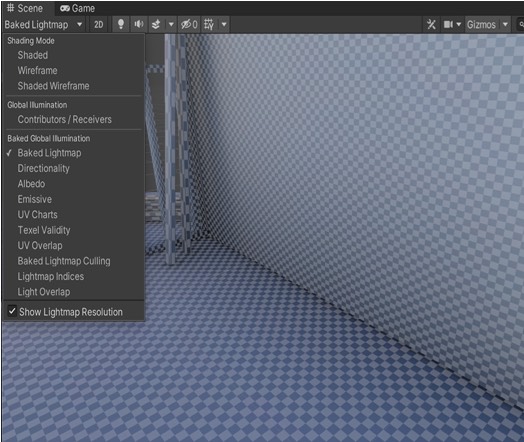 Scene Game
Baked Lightmap 2D 0 Gizmos
Shading Mode
Shaded
Wireframe
Shaded Wireframe
Global Illumination
Contributors / Receivers
Baked Global Illumination
Baked Lightmap
Directionality
Albedo
Emissive
UV Charts
Texel Validity
UV Overlap
Baked Lightmap Culling
Lightmap Indices
Light Overlap
Show Lightmap Resolution